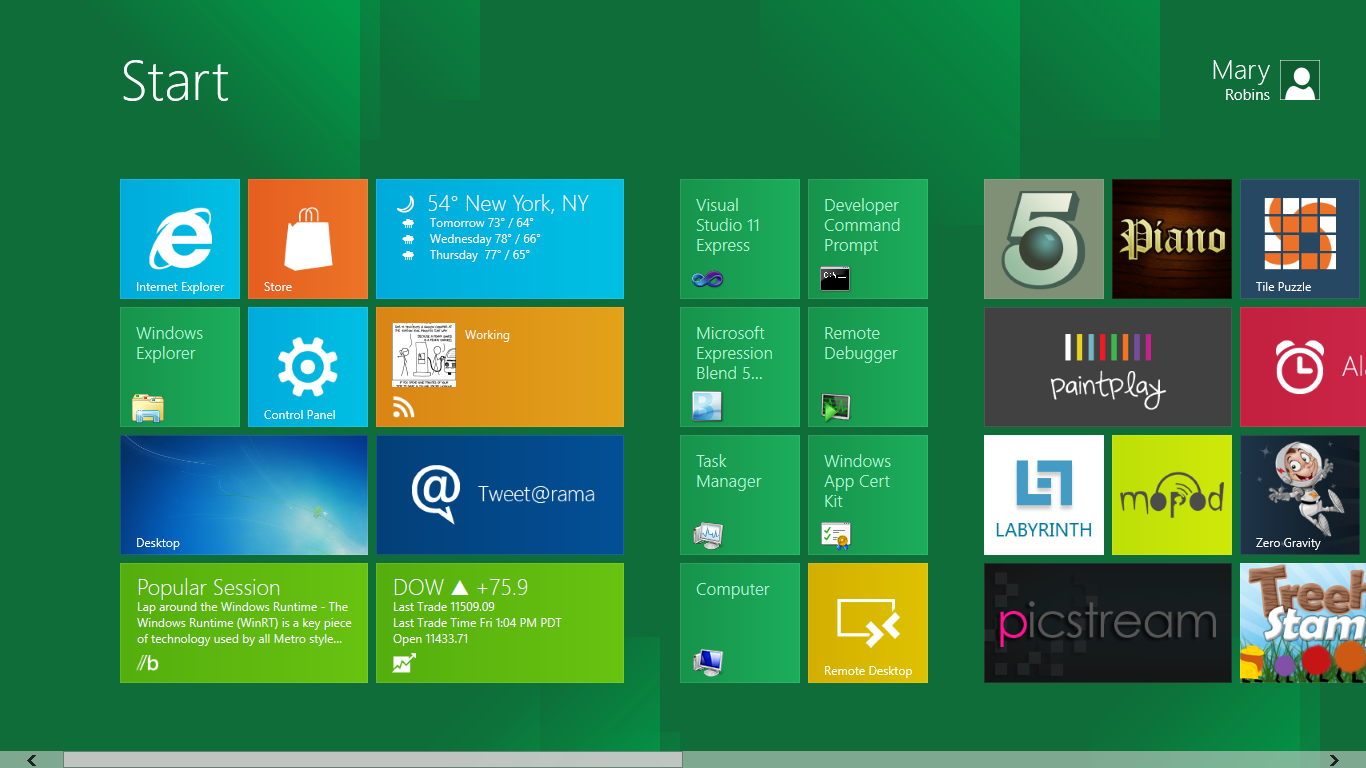 Start
Mary
Robins
Internet Explorer
Store
54° New York, NY
Tomorrow 73° / 64°
Wednesday 78° / 66°
Thursday 77° / 65°
Windows
Explorer
Control Panel
Working
Desktop
Tweet@rama
Popular Session
Lap around the Windows Runtime - The
Windows Runtime (WinRT) is a key piece
of technology used by all Metro style...
//b
DOW ▲ +75.9
Last Trade 11509.09
Last Trade Time Fri 1:04 PM PDT
Open 11433.71
Visual
Studio 11
Express
Developer
Command
Prompt
C:\_
Microsoft
Expression
Blend 5...
Remote
Debugger
Task
Manager
Windows
App Cert
Kit
Computer
Remote Desktop
5
Piano
Tile Puzzle
paintplay
Al
LABYRINTH
mopod
Zero Gravity
picstream
Treeh
Stam